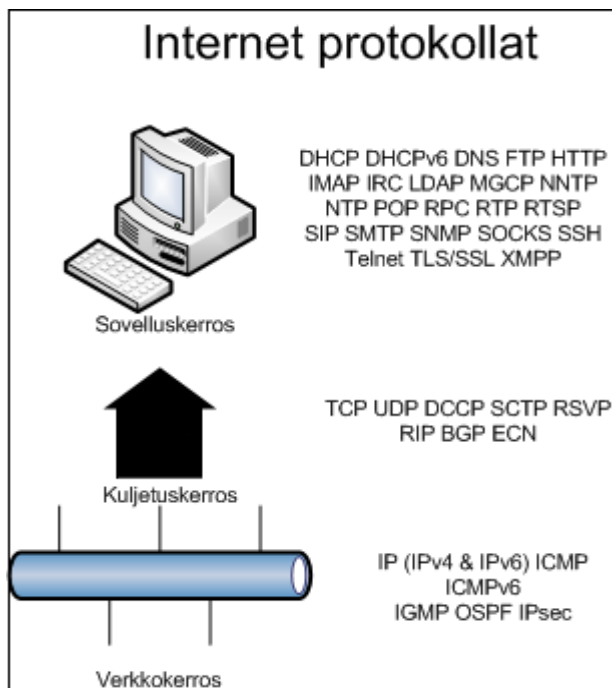 Internet protokollat
DHCP DHCPv6 DNS FTP HTTP
IMAP IRC LDAP MGCP NNTP
NTP POP RPC RTP RTSP
SIP SMTP SNMP SOCKS SSH
Telnet TLS/SSL XMPP
Sovelluskerros
TCP UDP DCCP SCTP RSVP
RIP BGP ECN
Kuljetuskerros
IP (IPv4 & IPv6) ICMP
ICMPv6
IGMP OSPF IPsec
Verkkokerros